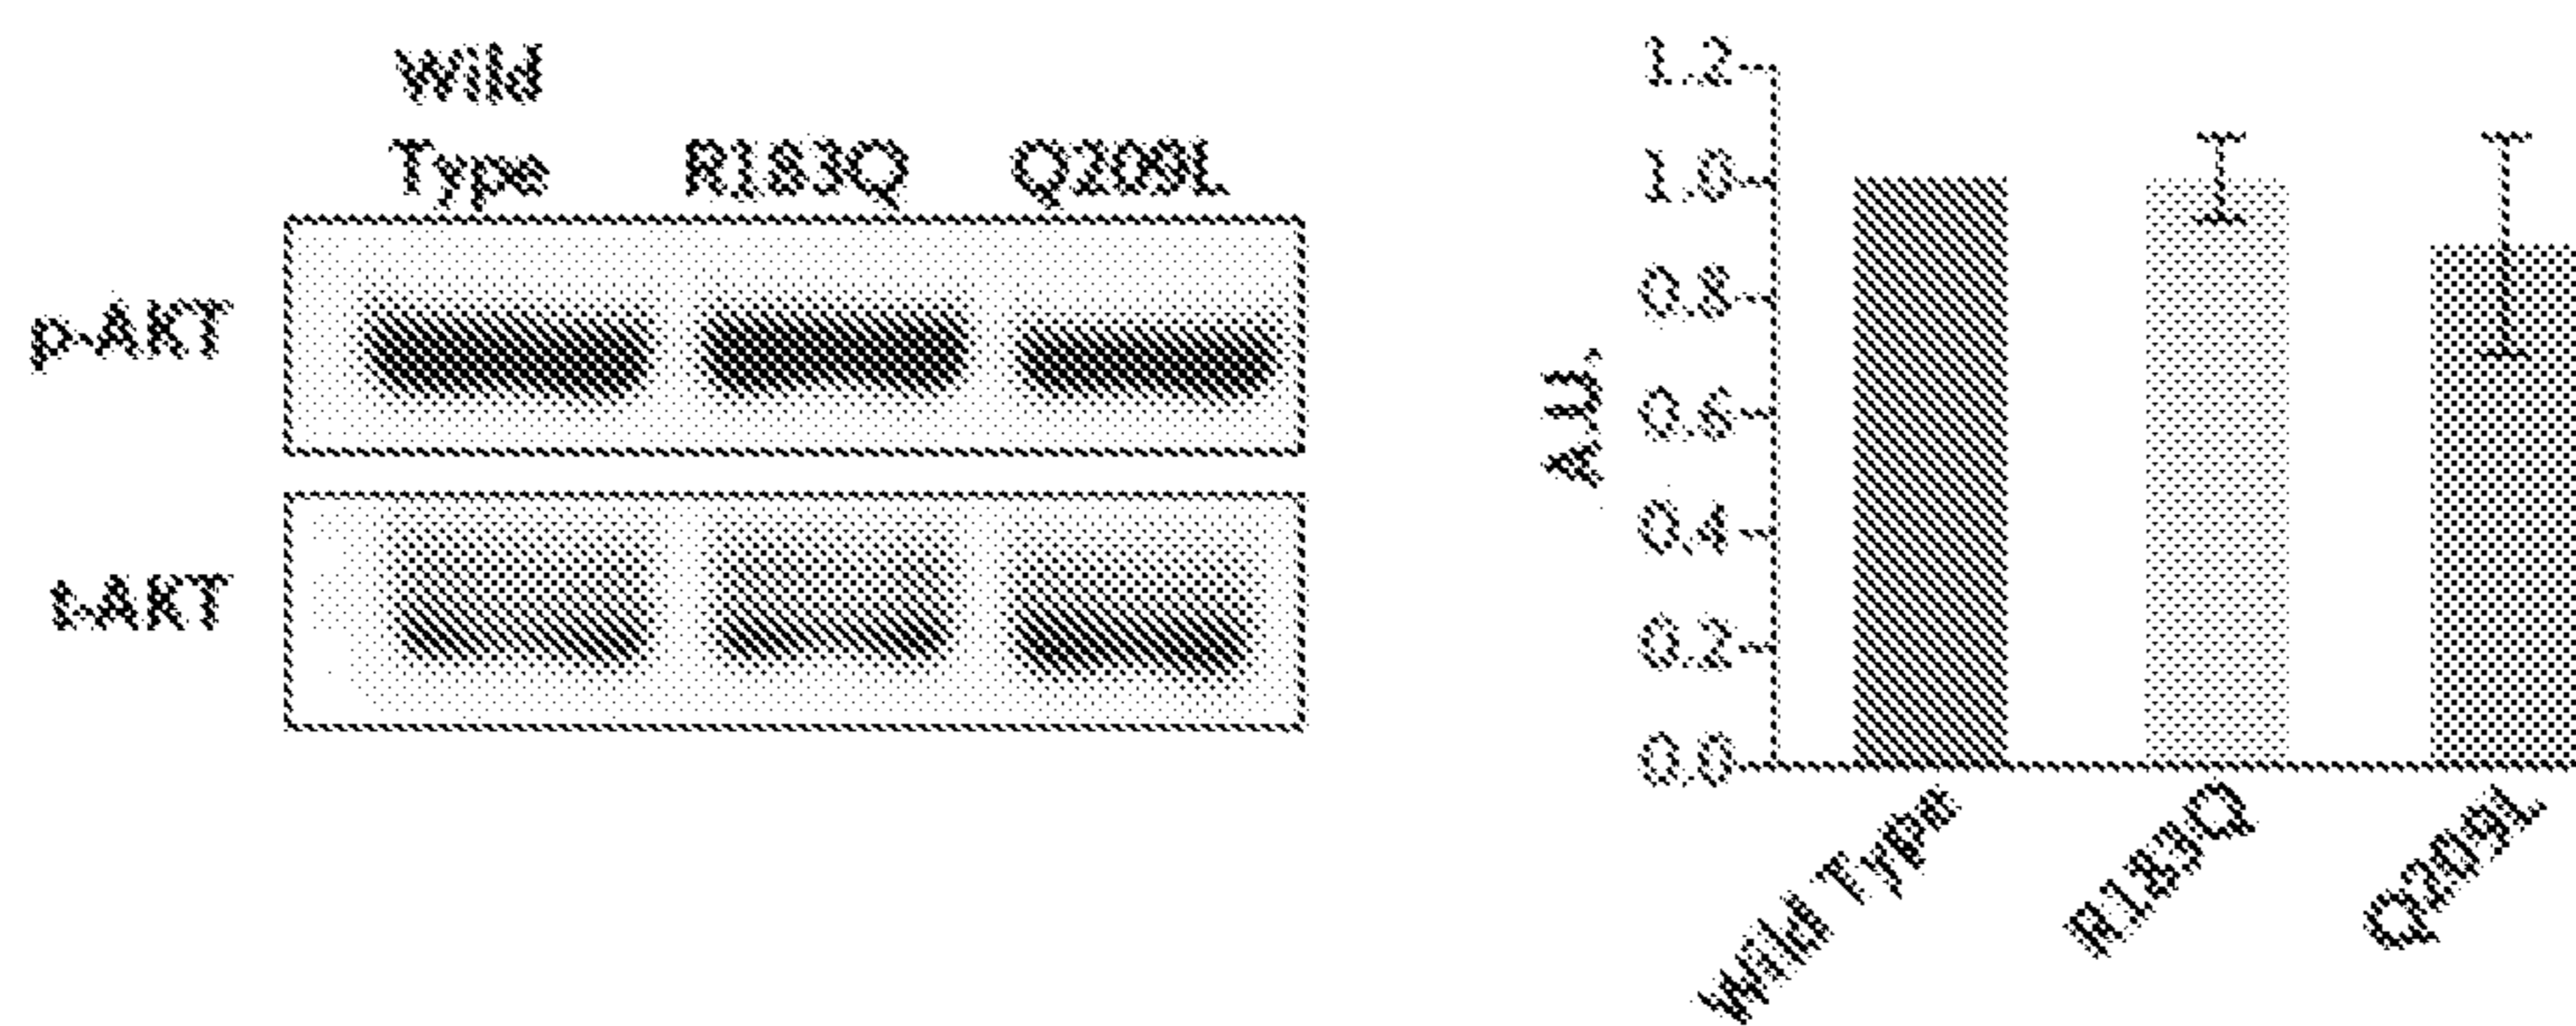 Wild
Type R183Q Q209L
p-AKT
t-AKT
A.U.
1.2
1.0
0.8
0.6
0.4
0.2
0.0
Wild Type
R183Q
Q209L